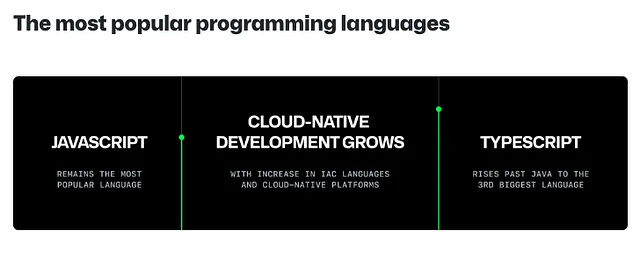 The most popular programming languages
JAVASCRIPT
REMAINS THE MOST
POPULAR LANGUAGE
CLOUD-NATIVE
DEVELOPMENT GROWS
WITH INCREASE IN IAC LANGUAGES
AND CLOUD-NATIVE PLATFORMS
TYPESCRIPT
RISES PAST JAVA TO THE
3RD BIGGEST LANGUAGE